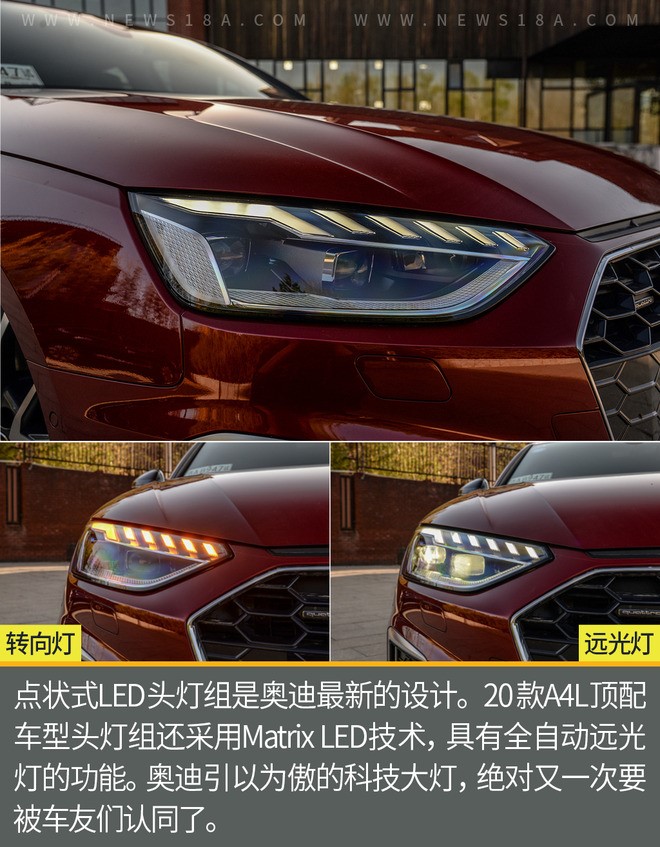 WWW.NEWS18A.COM WWW.NEWS18A.COM
quattro
转向灯
远光灯
点状式LED头灯组是奥迪最新的设计。20款A4L顶配
车型头灯组还采用Matrix LED技术，具有全自动远光
灯的功能。奥迪引以为傲的科技大灯，绝对又一次要
被车友们认同了。